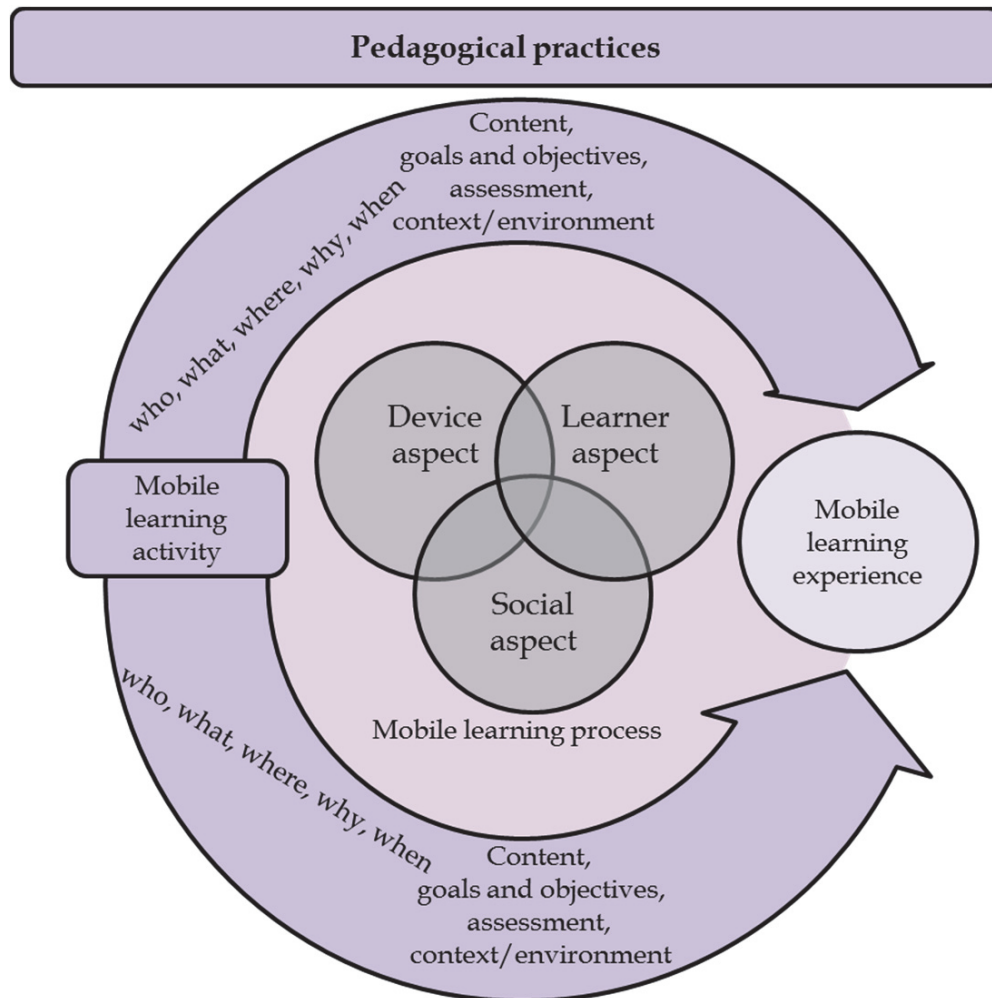 Pedagogical practices
Content,
goals and objectives,
assessment,
context/environment
who, what, where, why, when
Device
aspect
Learner
aspect
Mobile
learning
activity
Mobile
learning
experience
Social
aspect
Mobile learning process
who, what, where, why, when
Content,
goals and objectives,
assessment,
context/environment